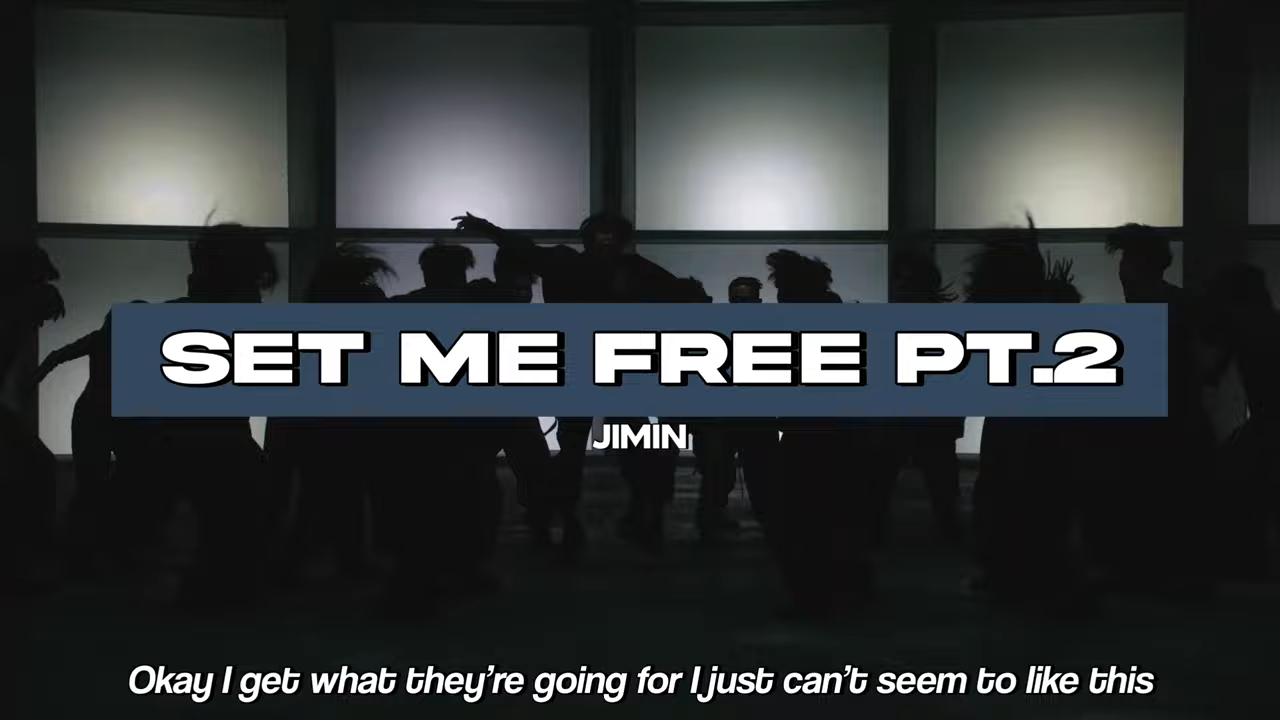 SET ME FREE PT.2
JIMIN
Okay I get what they're going for I just can't seem to like this